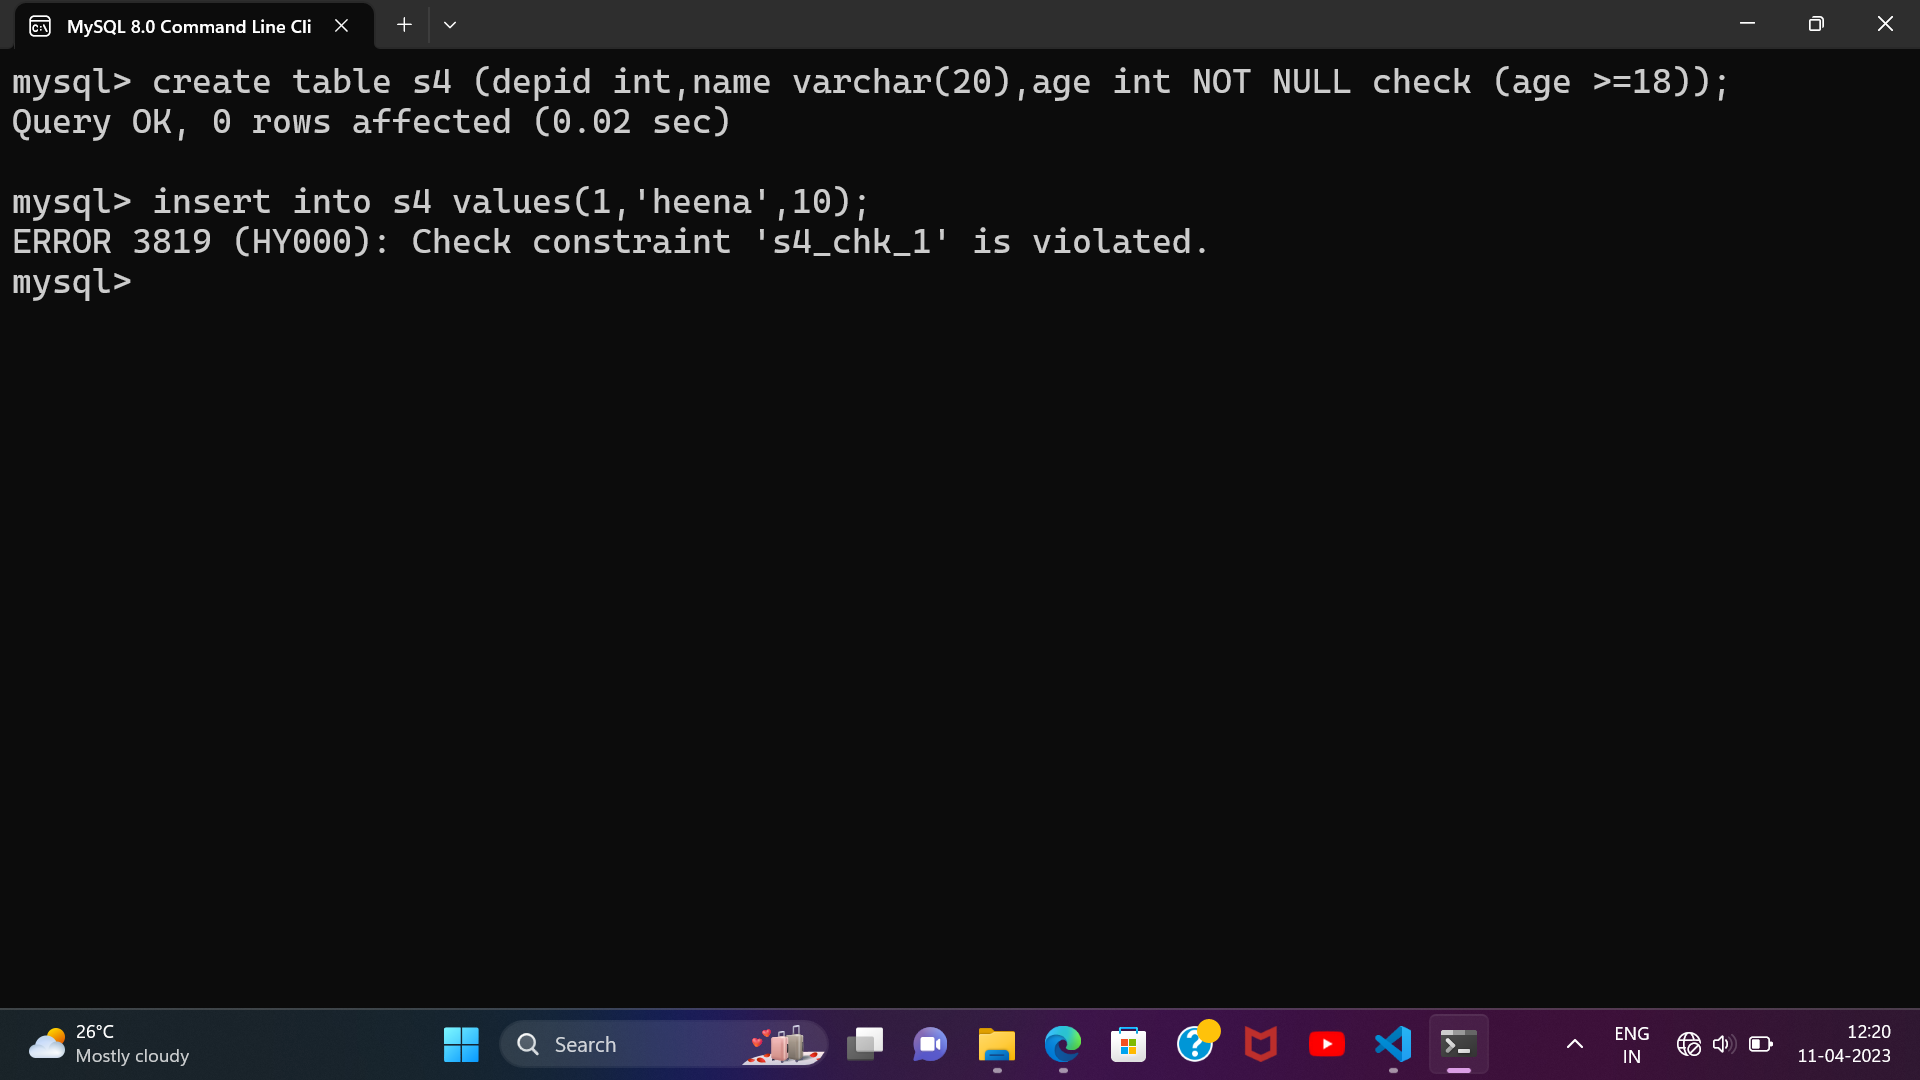 MySQL 8.0 Command Line Cli
mysql> create table s4 (depid int,name varchar(20),age int NOT NULL check (age >=18));
Query OK, 0 rows affected (0.02 sec)
mysql> insert into s4 values(1,'heena',10);
ERROR 3819 (HY000): Check constraint 's4_chk_1' is violated.
mysql>
26°C
Mostly cloudy
Search
ENG
IN
12:20
11-04-2023